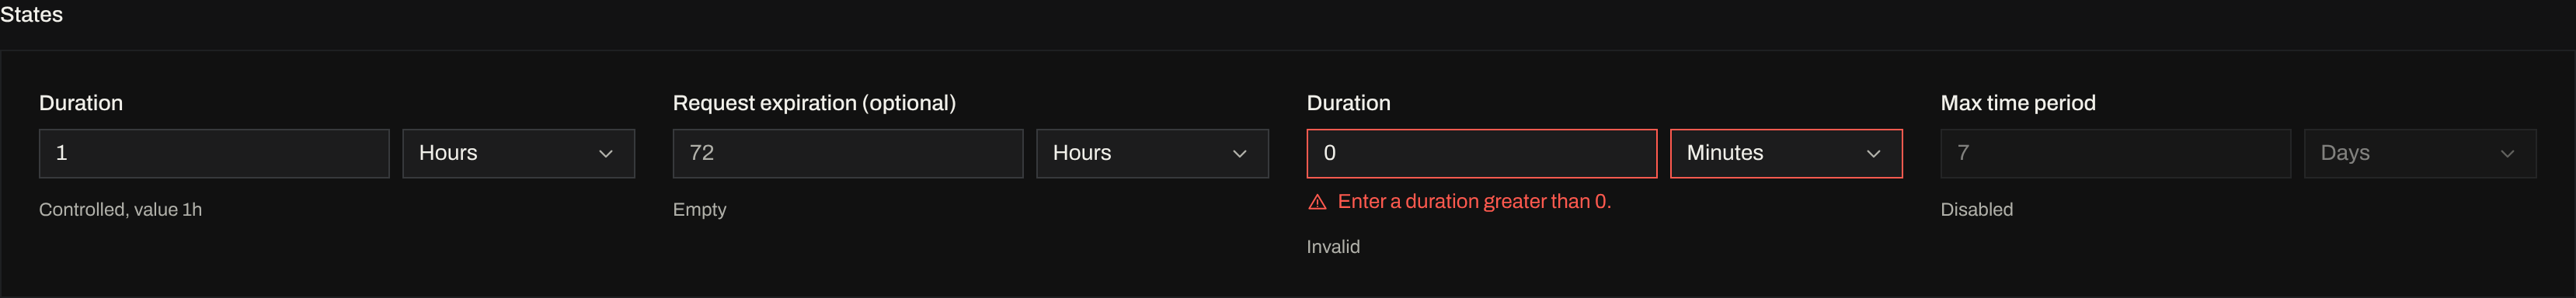 States
Duration
1
Hours
Controlled, value 1h
Request expiration (optional)
72
Hours
Empty
Duration
0
Minutes
Enter a duration greater than 0.
Invalid
Max time period
7
Days
Disabled